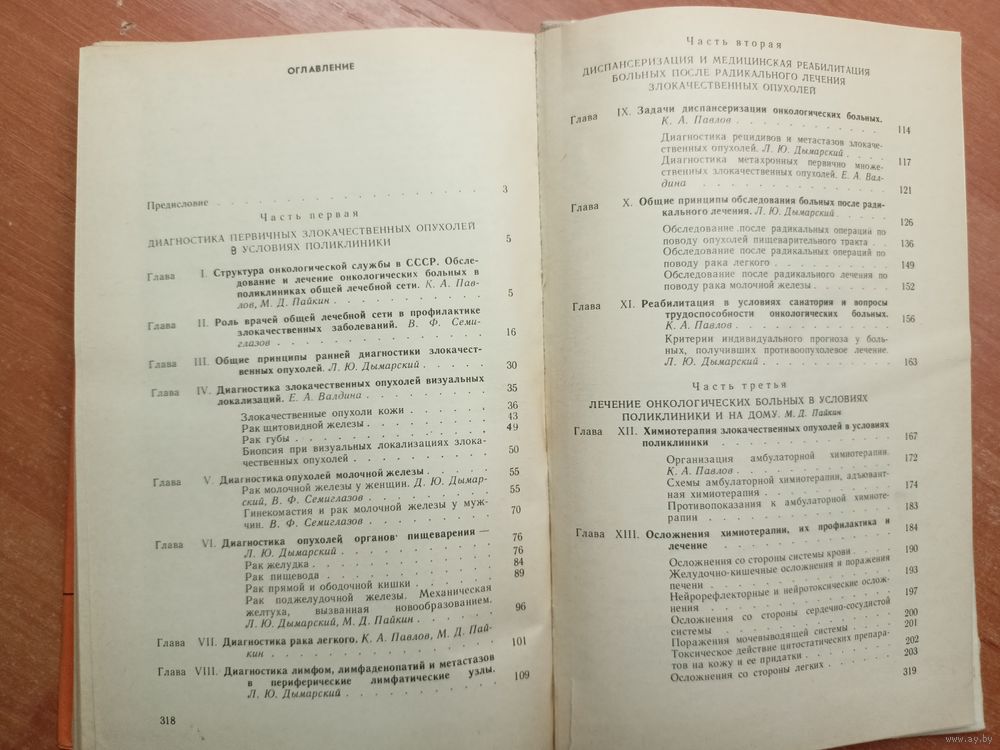 ОГЛАВЛЕНИЕ
Предисловие . . . . . . . . . . . . . . . 3
Часть первая
ДИАГНОСТИКА ПЕРВИЧНЫХ ЗЛОКАЧЕСТВЕННЫХ ОПУХОЛЕЙ
В УСЛОВИЯХ ПОЛИКЛИНИКИ 5
Глава I. Структура онкологической службы в СССР. Обсле-
дование и лечение онкологических больных в
поликлиниках общей лечебной сети. К. А. Пав-
лов, М. Д. Пайкин . . . . . . . . . 5
Глава II. Роль врачей общей лечебной сети в профилактике
злокачественных заболеваний. В. Ф. Семи-
глазов . . . . . . . . . . . 16
Глава III. Общие принципы ранней диагностики злокачест-
венных опухолей. Л. Ю. Дымарский . . . . . 30
Глава IV. Диагностика злокачественных опухолей визуальных
локализаций. Е. А. Валдина . . . . . . . 35
Злокачественные опухоли кожи . . . . . . 36
Рак щитовидной железы . . . . . . . 43
Рак губы . . . . . . . . . . . 49
Биопсия при визуальных локализациях злока-
чественных опухолей . . . . . . . . 50
Глава V. Диагностика опухолей молочной железы . . . . 55
Рак молочной железы у женщин. Д. Ю. Дымар-
ский, В. Ф. Семиглазов . . . . . . . 55
Гинекомастия и рак молочной железы у муж-
чин. В. Ф. Семиглазов . . . . . . . 70
Глава VI. Диагностика опухолей органов пищеварения —
Л. Ю. Дымарский . . . . . . . . . 76
Рак желудка . . . . . . . . . . 76
Рак пищевода . . . . . . . . . . 84
Рак прямой и ободочной кишки . . . . . 89
Рак поджелудочной железы. Механическая
желтуха, вызванная новообразованием.
Л. Ю. Дымарский, М. Д. Пайкин . . . . . 96
Глава VII. Диагностика рака легкого. К. А. Павлов, М. Д. Пай-
кин . . . . . . . . . . . . 101
Глава VIII. Диагностика лимфом, лимфаденопатий и метастазов
в периферические лимфатические узлы.
Л. Ю. Дымарский . . . . . . . . . 109
318
Часть вторая
ДИСПАНСЕРИЗАЦИЯ И МЕДИЦИНСКАЯ РЕАБИЛИТАЦИЯ
БОЛЬНЫХ ПОСЛЕ РАДИКАЛЬНОГО ЛЕЧЕНИЯ
ЗЛОКАЧЕСТВЕННЫХ ОПУХОЛЕЙ
Глава IX. Задачи диспансеризации онкологических больных.
К. А. Павлов . . . . . . . . . . 114
Диагностика рецидивов и метастазов злокаче-
ственных опухолей. Л. Ю. Дымарский . . . . 117
Диагностика метахронных первично множе-
ственных злокачественных опухолей. Е. А. Вал-
дина . . . . . . . . . . . 121
Глава X. Общие принципы обследования больных после ради-
кального лечения. Л. Ю. Дымарский . . . . . 126
Обследование после радикальных операций по
поводу опухолей пищеварительного тракта . . 136
Обследование после радикальных операций по
поводу рака легкого . . . . . . . . 149
Обследование после радикального лечения по
поводу рака молочной железы . . . . . . 152
Глава XI. Реабилитация в условиях санатория и вопросы
трудоспособности онкологических больных.
К. А. Павлов . . . . . . . . . . 156
Критерии индивидуального прогноза у боль-
ных, получивших противоопухолевое лечение.
Л. Ю. Дымарский . . . . . . . . . 163
Часть третья
ЛЕЧЕНИЕ ОНКОЛОГИЧЕСКИХ БОЛЬНЫХ В УСЛОВИЯХ
ПОЛИКЛИНИКИ И НА ДОМУ. М. Д. Пайкин
Глава XII. Химиотерапия злокачественных опухолей в условиях
поликлиники . . . . . . . . . . 167
Организация амбулаторной химиотерапии.
К. А. Павлов . . . . . . . . . . 172
Схемы амбулаторной химиотерапии, адъювант-
ная химиотерапия . . . . . . . . . 174
Противопоказания к амбулаторной химиоте-
рапии . . . . . . . . . . . 183
Глава XIII. Осложнения химиотерапии, их профилактика и
лечение . . . . . . . . . . . 184
Осложнения со стороны системы крови . . . . 190
Желудочно-кишечные осложнения и поражения
печени . . . . . . . . . . . 193
Нейрорефлекторные и нейротоксические ослож-
нения . . . . . . . . . . . 197
Осложнения со стороны сердечно-сосудистой
системы . . . . . . . . . . . 200
Поражения мочевыводящей системы . . . . . 201
Токсическое действие цитостатических препара-
тов на кожу и ее придатки . . . . . . . 202
Осложнения со стороны легких . . . . . . 203
319
www.ay.by